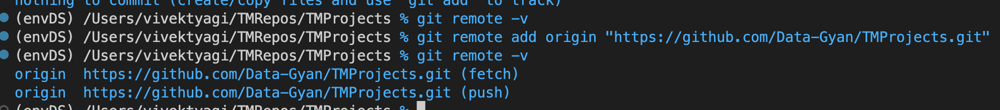 nothing to commit (create/copy files and use "git add" to track)
(envDS) /Users/vivektyagi/TMRepos/TMProjects % git remote -v
(envDS) /Users/vivektyagi/TMRepos/TMProjects % git remote add origin "https://github.com/Data-Gyan/TMProjects.git"
(envDS) /Users/vivektyagi/TMRepos/TMProjects % git remote -v
origin  https://github.com/Data-Gyan/TMProjects.git (fetch)
origin  https://github.com/Data-Gyan/TMProjects.git (push)
(envDS) /Users/vivektyagi/TMRepos/TMProjects %